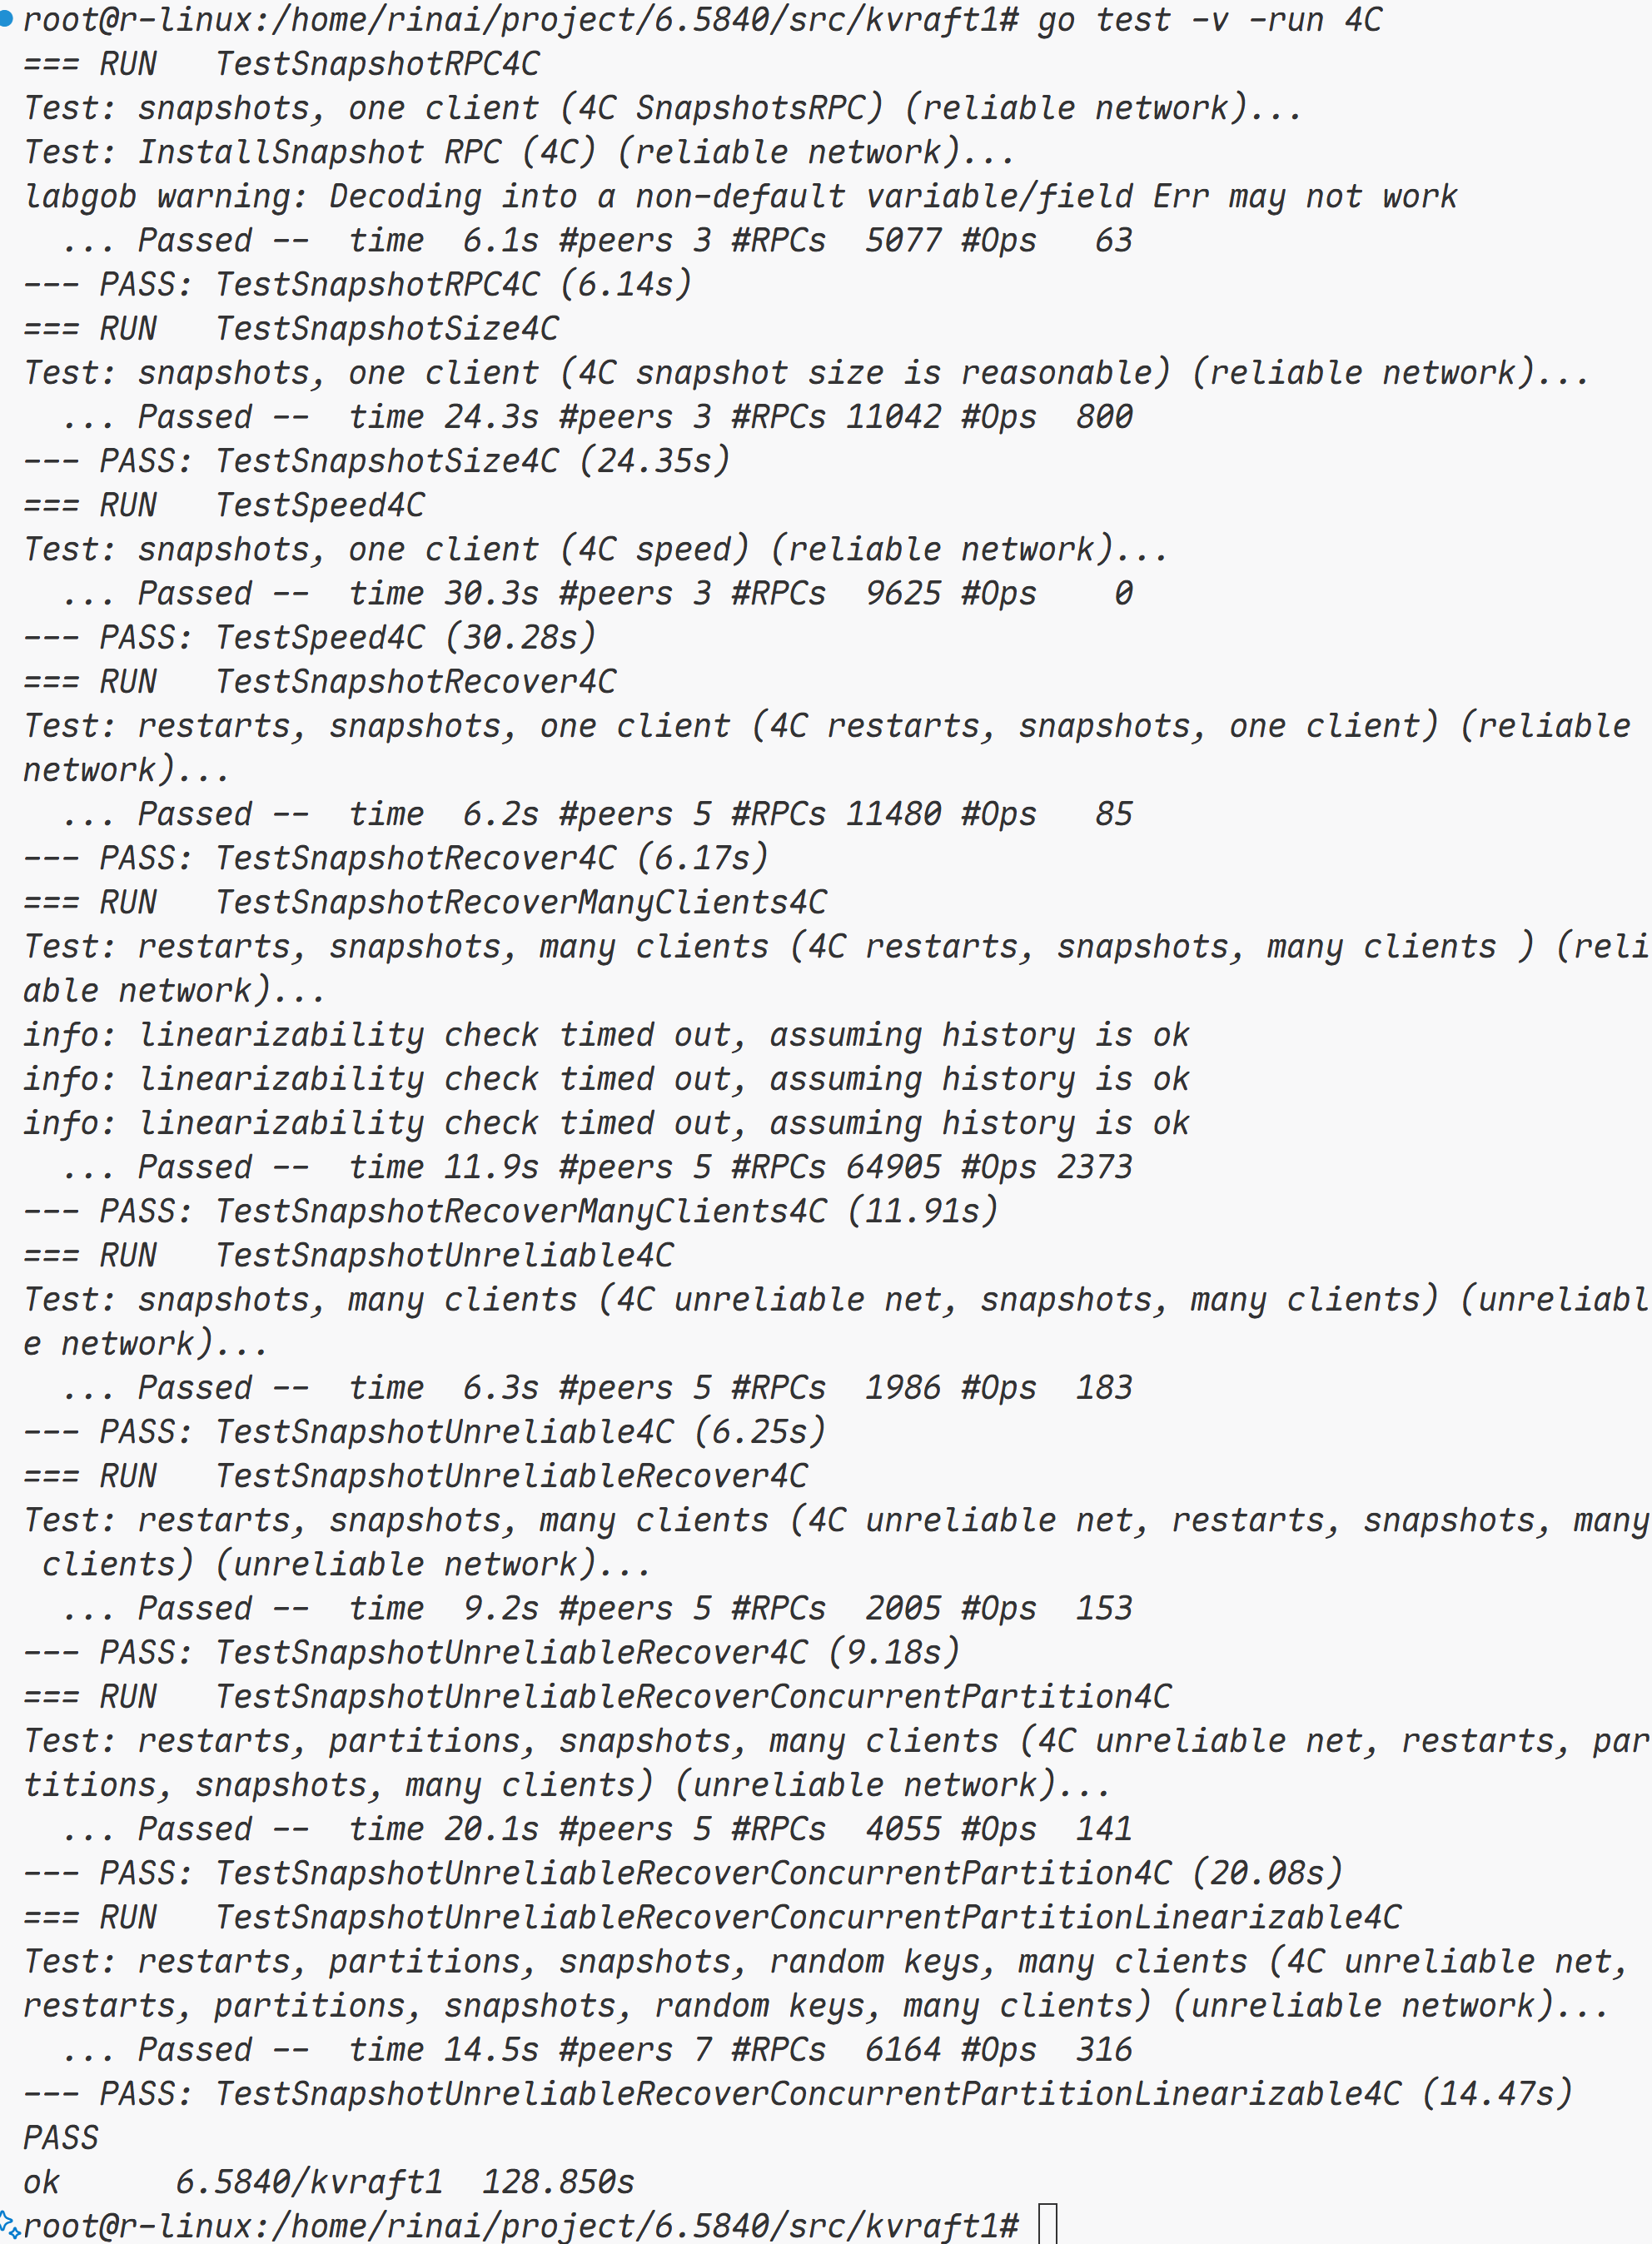 root@r-linux:/home/rinai/project/6.5840/src/kvraft1# go test -v -run 4C
=== RUN   TestSnapshotRPC4C
Test: snapshots, one client (4C SnapshotsRPC) (reliable network)...
Test: InstallSnapshot RPC (4C) (reliable network)...
labgob warning: Decoding into a non-default variable/field Err may not work
  ... Passed --  time  6.1s #peers 3 #RPCs  5077 #Ops   63
--- PASS: TestSnapshotRPC4C (6.14s)
=== RUN   TestSnapshotSize4C
Test: snapshots, one client (4C snapshot size is reasonable) (reliable network)...
  ... Passed --  time 24.3s #peers 3 #RPCs 11042 #Ops  800
--- PASS: TestSnapshotSize4C (24.35s)
=== RUN   TestSpeed4C
Test: snapshots, one client (4C speed) (reliable network)...
  ... Passed --  time 30.3s #peers 3 #RPCs  9625 #Ops    0
--- PASS: TestSpeed4C (30.28s)
=== RUN   TestSnapshotRecover4C
Test: restarts, snapshots, one client (4C restarts, snapshots, one client) (reliable
network)...
  ... Passed --  time  6.2s #peers 5 #RPCs 11480 #Ops   85
--- PASS: TestSnapshotRecover4C (6.17s)
=== RUN   TestSnapshotRecoverManyClients4C
Test: restarts, snapshots, many clients (4C restarts, snapshots, many clients ) (reli
able network)...
info: linearizability check timed out, assuming history is ok
info: linearizability check timed out, assuming history is ok
info: linearizability check timed out, assuming history is ok
  ... Passed --  time 11.9s #peers 5 #RPCs 64905 #Ops 2373
--- PASS: TestSnapshotRecoverManyClients4C (11.91s)
=== RUN   TestSnapshotUnreliable4C
Test: snapshots, many clients (4C unreliable net, snapshots, many clients) (unreliabl
e network)...
  ... Passed --  time  6.3s #peers 5 #RPCs  1986 #Ops  183
--- PASS: TestSnapshotUnreliable4C (6.25s)
=== RUN   TestSnapshotUnreliableRecover4C
Test: restarts, snapshots, many clients (4C unreliable net, restarts, snapshots, many
 clients) (unreliable network)...
  ... Passed --  time  9.2s #peers 5 #RPCs  2005 #Ops  153
--- PASS: TestSnapshotUnreliableRecover4C (9.18s)
=== RUN   TestSnapshotUnreliableRecoverConcurrentPartition4C
Test: restarts, partitions, snapshots, many clients (4C unreliable net, restarts, par
titions, snapshots, many clients) (unreliable network)...
  ... Passed --  time 20.1s #peers 5 #RPCs  4055 #Ops  141
--- PASS: TestSnapshotUnreliableRecoverConcurrentPartition4C (20.08s)
=== RUN   TestSnapshotUnreliableRecoverConcurrentPartitionLinearizable4C
Test: restarts, partitions, snapshots, random keys, many clients (4C unreliable net,
restarts, partitions, snapshots, random keys, many clients) (unreliable network)...
  ... Passed --  time 14.5s #peers 7 #RPCs  6164 #Ops  316
--- PASS: TestSnapshotUnreliableRecoverConcurrentPartitionLinearizable4C (14.47s)
PASS
ok      6.5840/kvraft1  128.850s
root@r-linux:/home/rinai/project/6.5840/src/kvraft1#